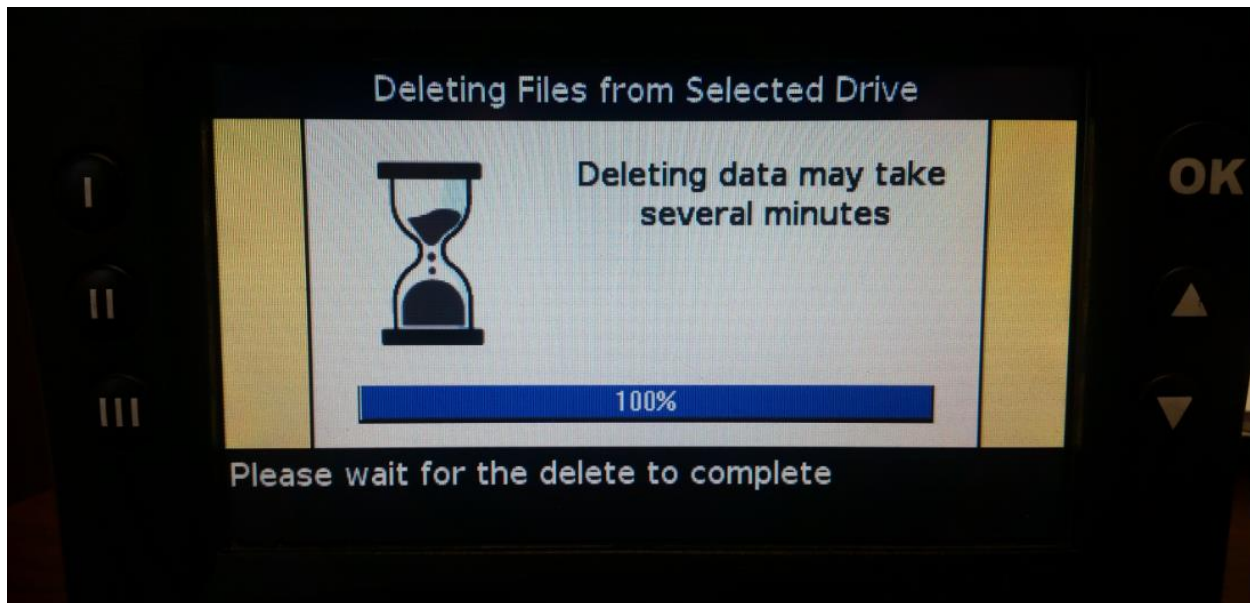 Deleting Files from Selected Drive
Deleting data may take
several minutes
I
OK
II
III
100%
Please wait for the delete to complete